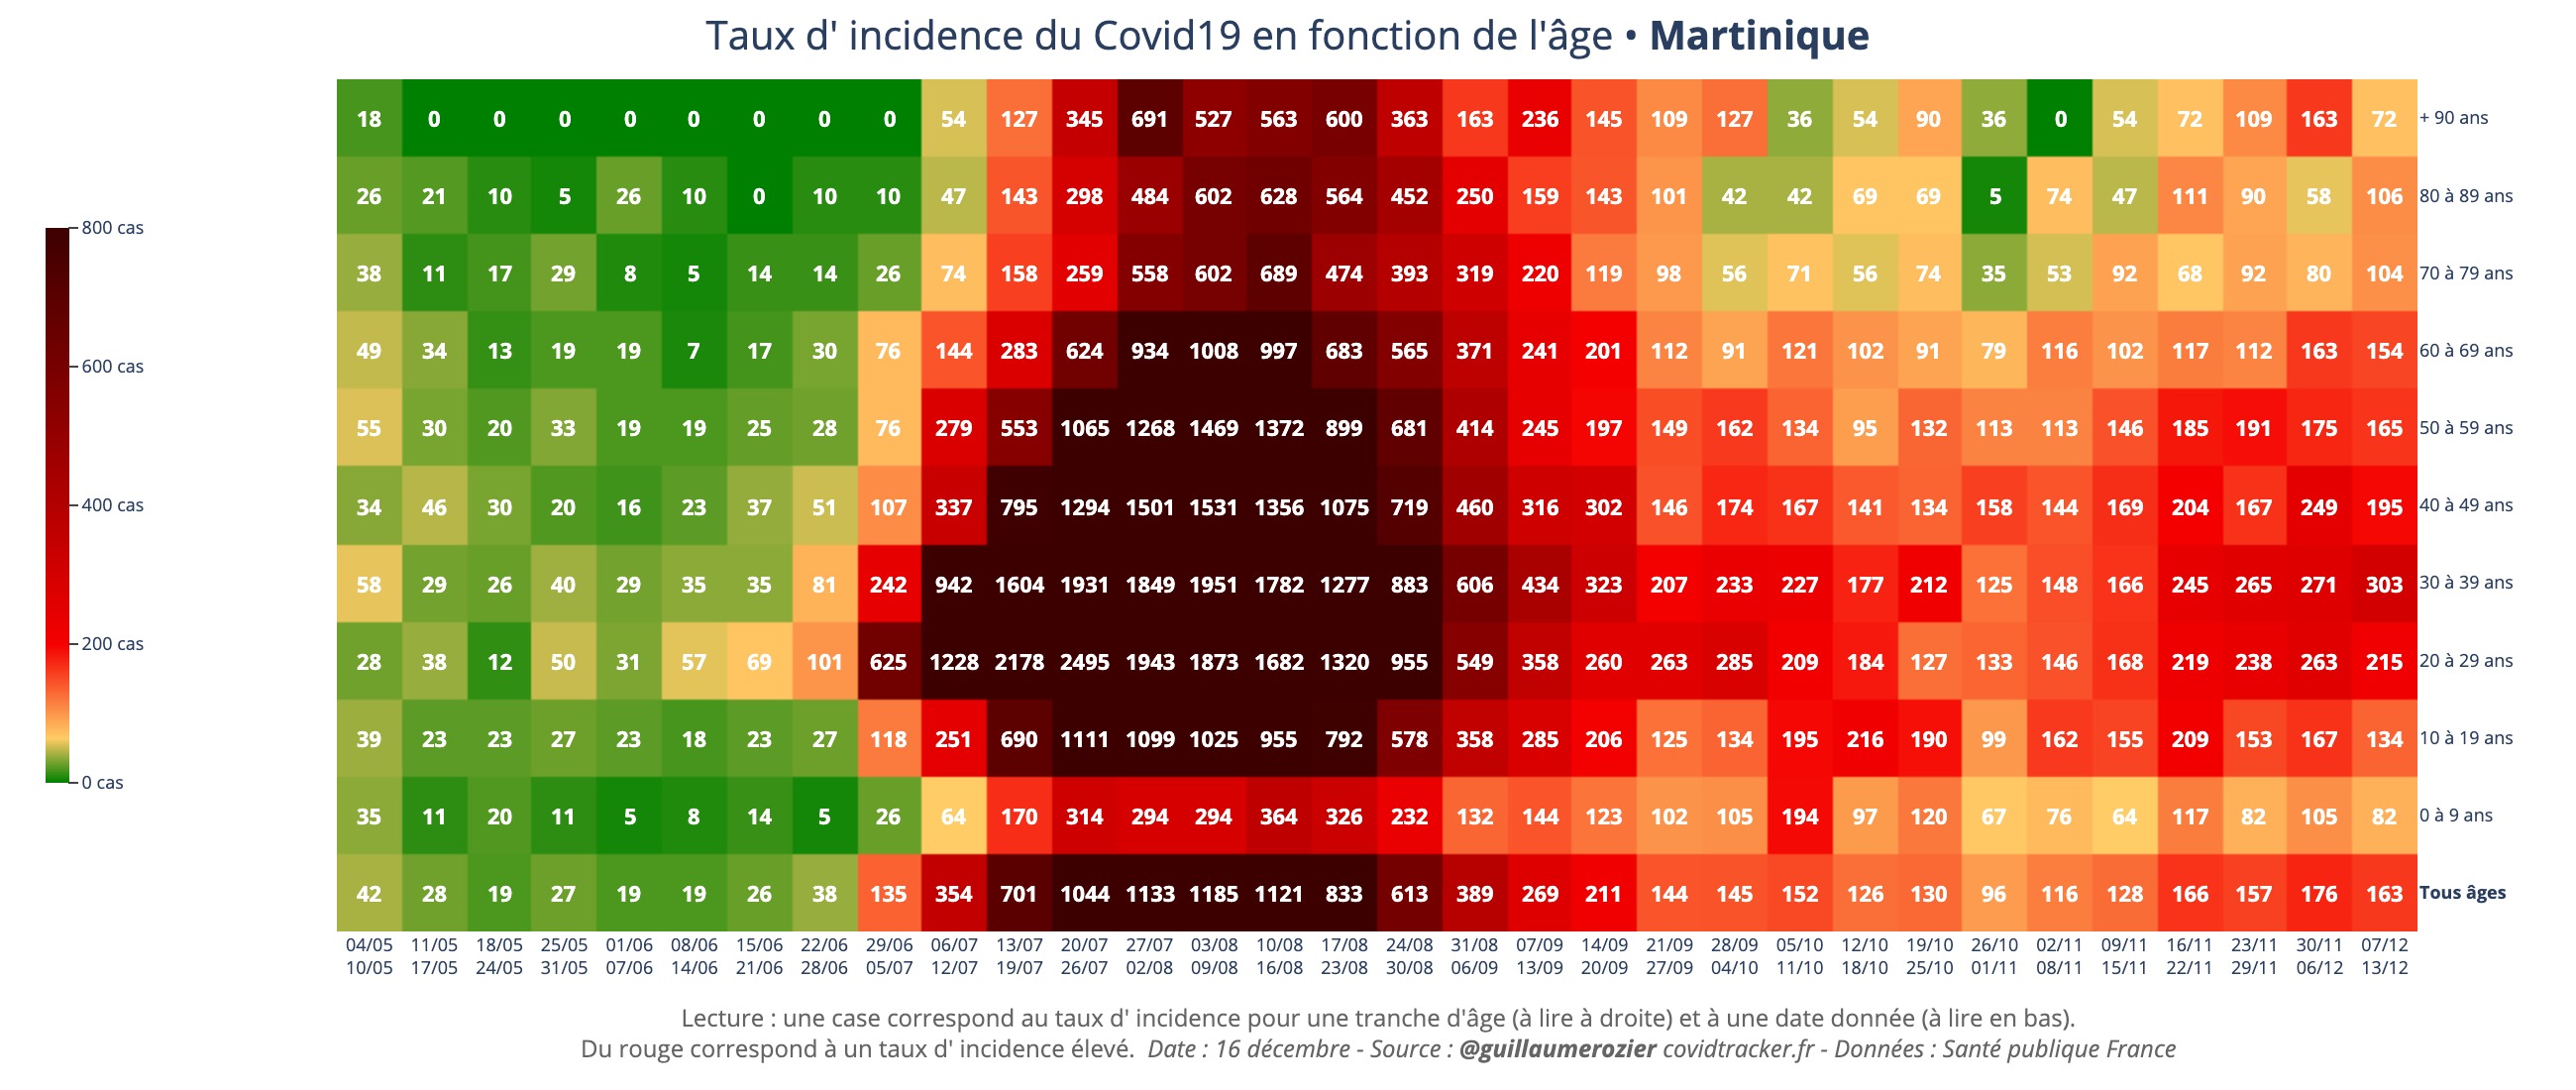 Taux d' incidence du Covid19 en fonction de l'âge • Martinique
18 0 0 0 0 0 0 0 0 54 127 345 691 527 563 600 363 163 236 145 109 127 36 54 90 36 0 54 72 109 163 72 + 90 ans
26 21 10 5 26 10 0 10 10 47 143 298 484 602 628 564 452 250 159 143 101 42 42 69 69 5 74 47 111 90 58 106 80 à 89 ans
800 cas
38 11 17 29 8 5 14 14 26 74 158 259 558 602 689 474 393 319 220 119 98 56 71 56 74 35 53 92 68 92 80 104 70 à 79 ans
49 34 13 19 19 7 17 30 76 144 283 624 934 1008 997 683 565 371 241 201 112 91 121 102 91 79 116 102 117 112 163 154 60 à 69 ans
600 cas
55 30 20 33 19 19 25 28 76 279 553 1065 1268 1469 1372 899 681 414 245 197 149 162 134 95 132 113 113 146 185 191 175 165 50 à 59 ans
400 cas
34 46 30 20 16 23 37 51 107 337 795 1294 1501 1531 1356 1075 719 460 316 302 146 174 167 141 134 158 144 169 204 167 249 195 40 à 49 ans
58 29 26 40 29 35 35 81 242 942 1604 1931 1849 1951 1782 1277 883 606 434 323 207 233 227 177 212 125 148 166 245 265 271 303 30 à 39 ans
200 cas
28 38 12 50 31 57 69 101 625 1228 2178 2495 1943 1873 1682 1320 955 549 358 260 263 285 209 184 127 133 146 168 219 238 263 215 20 à 29 ans
39 23 23 27 23 18 23 27 118 251 690 1111 1099 1025 955 792 578 358 285 206 125 134 195 216 190 99 162 155 209 153 167 134 10 à 19 ans
0 cas
35 11 20 11 5 8 14 5 26 64 170 314 294 294 364 326 232 132 144 123 102 105 194 97 120 67 76 64 117 82 105 82 0 à 9 ans
42 28 19 27 19 19 26 38 135 354 701 1044 1133 1185 1121 833 613 389 269 211 144 145 152 126 130 96 116 128 166 157 176 163 Tous âges
04/05 11/05 18/05 25/05 01/06 08/06 15/06 22/06 29/06 06/07 13/07 20/07 27/07 03/08 10/08 17/08 24/08 31/08 07/09 14/09 21/09 28/09 05/10 12/10 19/10 26/10 02/11 09/11 16/11 23/11 30/11 07/12
10/05 17/05 24/05 31/05 07/06 14/06 21/06 28/06 05/07 12/07 19/07 26/07 02/08 09/08 16/08 23/08 30/08 06/09 13/09 20/09 27/09 04/10 11/10 18/10 25/10 01/11 08/11 15/11 22/11 29/11 06/12 13/12
Lecture : une case correspond au taux d' incidence pour une tranche d'âge (à lire à droite) et à une date donnée (à lire en bas).
Du rouge correspond à un taux d' incidence élevé. Date : 16 décembre - Source : @guillaumerozier covidtracker.fr - Données : Santé publique France